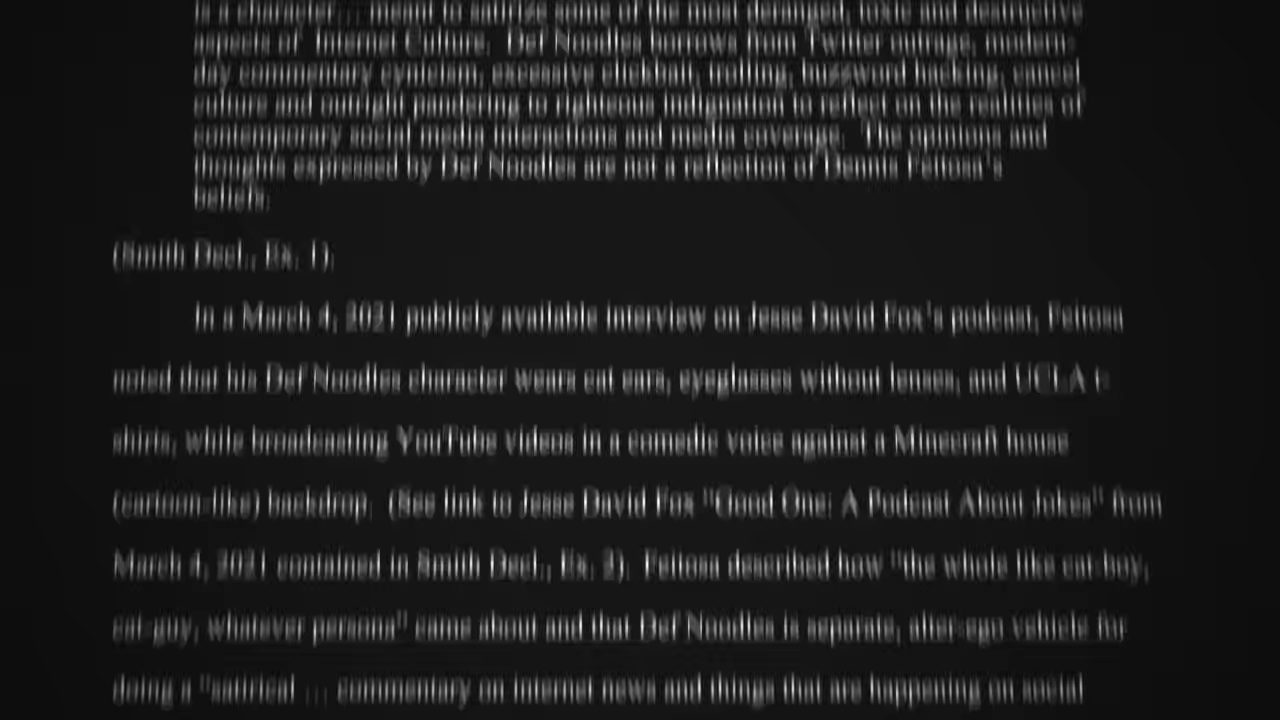 is a character ... meant to satirize some of the most damaged, toxic and destructive
aspects of Internet Culture. Def Noodles borrows from Twitter outrage, modern-
day commentary cynicism, excessive clickbait, trolling, buzzword hacking, cancel
culture and outright pandering to righteous indignation to reflect on the realities of
contemporary social media interactions and media coverage. The opinions and
thoughts expressed by Def Noodles are not a reflection of Dennis Feitosa's
beliefs.
(Smith Decl., Ex. 1).
In a March 4, 2021 publicly available interview on Jesse David Fox's podcast, Feitosa
noted that his Def Noodles character wears cat ears, eyeglasses without lenses, and UCLA t-
shirts, while broadcasting YouTube videos in a comedic voice against a Minecraft house
(cartoon-like) backdrop. (See link to Jesse David Fox "Good One: A Podcast About Jokes" from
March 4, 2021 contained in Smith Decl., Ex. 2). Feitosa described how "the whole like cat-boy,
cat-guy, whatever persona" came about and that Def Noodles is separate, alter-ego vehicle for
doing a "satirical ... commentary on Internet news and things that are happening on social